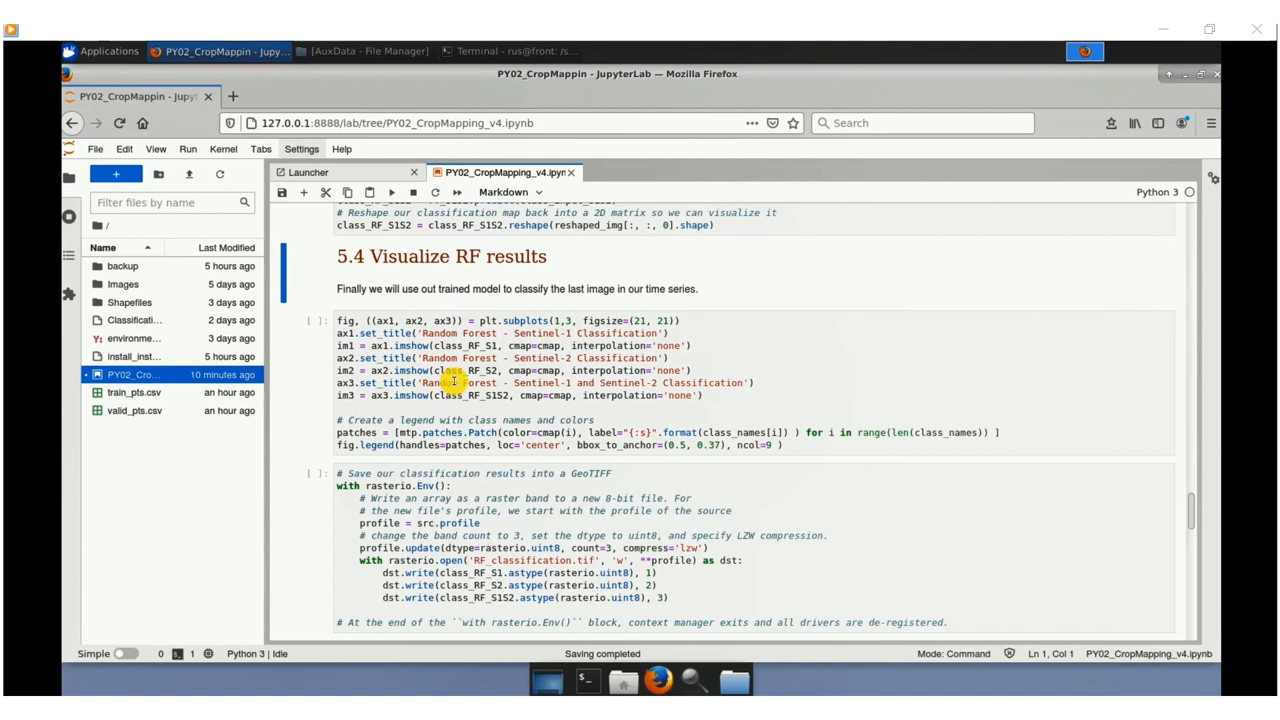 Applications PY02_CropMappin - Jupy... [AuxData - File Manager] Terminal - rus@front: /s...
PY02_CropMappin - JupyterLab — Mozilla Firefox
PY02_CropMappin - Jupyt
127.0.0.1:8888/lab/tree/PY02_CropMapping_v4.ipynb Search
File Edit View Run Kernel Tabs Settings Help
Launcher PY02_CropMapping_v4.ipyn
Markdown Python 3
Filter files by name
/
Name Last Modified
backup 5 hours ago
Images 5 days ago
Shapefiles 3 days ago
Classificati... 2 days ago
environme... 3 days ago
install_inst... 5 hours ago
PY02_Cro... 10 minutes ago
train_pts.csv an hour ago
valid_pts.csv an hour ago
# Reshape our classification map back into a 2D matrix so we can visualize it
class_RF_S1S2 = class_RF_S1S2.reshape(reshaped_img[:, :, 0].shape)
5.4 Visualize RF results
Finally we will use out trained model to classify the last image in our time series.
[ ]: fig, ((ax1, ax2, ax3)) = plt.subplots(1,3, figsize=(21, 21))
ax1.set_title('Random Forest - Sentinel-1 Classification')
im1 = ax1.imshow(class_RF_S1, cmap=cmap, interpolation='none')
ax2.set_title('Random Forest - Sentinel-2 Classification')
im2 = ax2.imshow(class_RF_S2, cmap=cmap, interpolation='none')
ax3.set_title('Random Forest - Sentinel-1 and Sentinel-2 Classification')
im3 = ax3.imshow(class_RF_S1S2, cmap=cmap, interpolation='none')
# Create a legend with class names and colors
patches = [mtp.patches.Patch(color=cmap(i), label="{:s}".format(class_names[i]) ) for i in range(len(class_names)) ]
fig.legend(handles=patches, loc='center', bbox_to_anchor=(0.5, 0.37), ncol=9 )
[ ]: # Save our classification results into a GeoTIFF
with rasterio.Env():
# Write an array as a raster band to a new 8-bit file. For
# the new file's profile, we start with the profile of the source
profile = src.profile
# change the band count to 3, set the dtype to uint8, and specify LZW compression.
profile.update(dtype=rasterio.uint8, count=3, compress='lzw')
with rasterio.open('RF_classification.tif', 'w', **profile) as dst:
dst.write(class_RF_S1.astype(rasterio.uint8), 1)
dst.write(class_RF_S2.astype(rasterio.uint8), 2)
dst.write(class_RF_S1S2.astype(rasterio.uint8), 3)
# At the end of the ``with rasterio.Env()`` block, context manager exits and all drivers are de-registered.
Simple 0 1 Python 3 | Idle Saving completed Mode: Command Ln 1, Col 1 PY02_CropMapping_v4.ipynb